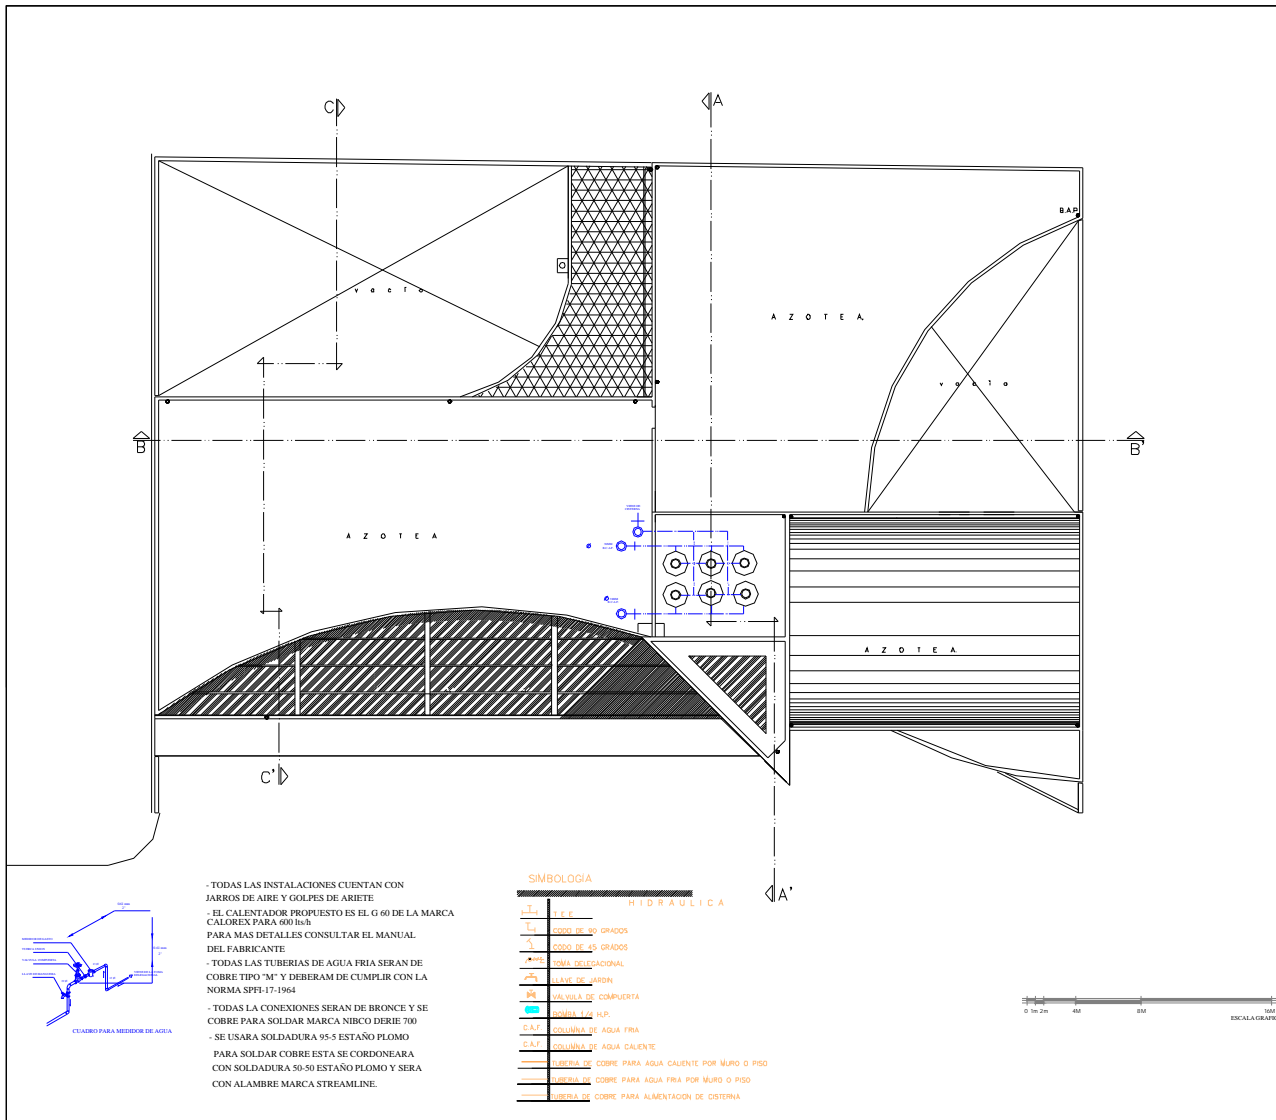 C
A
B.A.P.
v a c í o
A Z O T E A.
v a c í o
B
B'
A Z O T E A
A Z O T E A.
C'
A'
- TODAS LAS INSTALACIONES CUENTAN CON
JARROS DE AIRE Y GOLPES DE ARIETE
- EL CALENTADOR PROPUESTO ES EL G 60 DE LA MARCA
CALOREX PARA 600 lts/h
PARA MAS DETALLES CONSULTAR EL MANUAL
DEL FABRICANTE
- TODAS LAS TUBERIAS DE AGUA FRIA SERAN DE
COBRE TIPO "M" Y DEBERAM DE CUMPLIR CON LA
NORMA SPFI-17-1964
- TODAS LA CONEXIONES SERAN DE BRONCE Y SE
COBRE PARA SOLDAR MARCA NIBCO DERIE 700
- SE USARA SOLDADURA 95-5 ESTAÑO PLOMO
PARA SOLDAR COBRE ESTA SE CORDONEARA
CON SOLDADURA 50-50 ESTAÑO PLOMO Y SERA
CON ALAMBRE MARCA STREAMLINE.
CUADRO PARA MEDIDOR DE AGUA
SIMBOLOGÍA
H I D R A U L I C A
T E E
CODO DE 90 GRADOS
CODO DE 45 GRADOS
TOMA DELEGACIONAL
LLAVE DE JARDIN
VALVULA DE COMPUERTA
BOMBA 1/4 H.P.
C.A.F. COLUMNA DE AGUA FRIA
C.A.F. COLUMNA DE AGUA CALIENTE
TUBERIA DE COBRE PARA AGUA CALIENTE POR MURO O PISO
TUBERIA DE COBRE PARA AGUA FRIA POR MURO O PISO
TUBERIA DE COBRE PARA ALIMENTACION DE CISTERNA
0 1m 2m 4M 8M 16M
ESCALA GRAFI